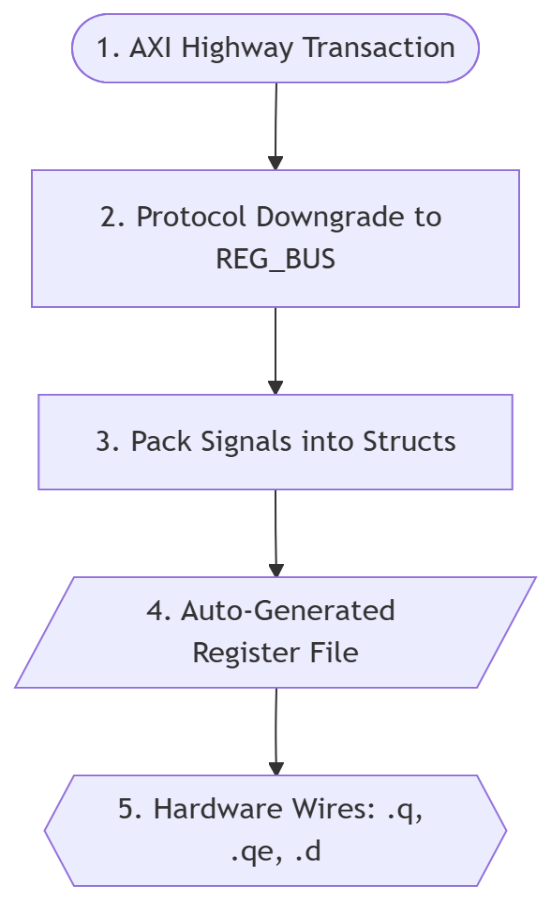 1. AXI Highway Transaction
2. Protocol Downgrade to
REG_BUS
3. Pack Signals into Structs
4. Auto-Generated
Register File
5. Hardware Wires: .q,
.qe, .d